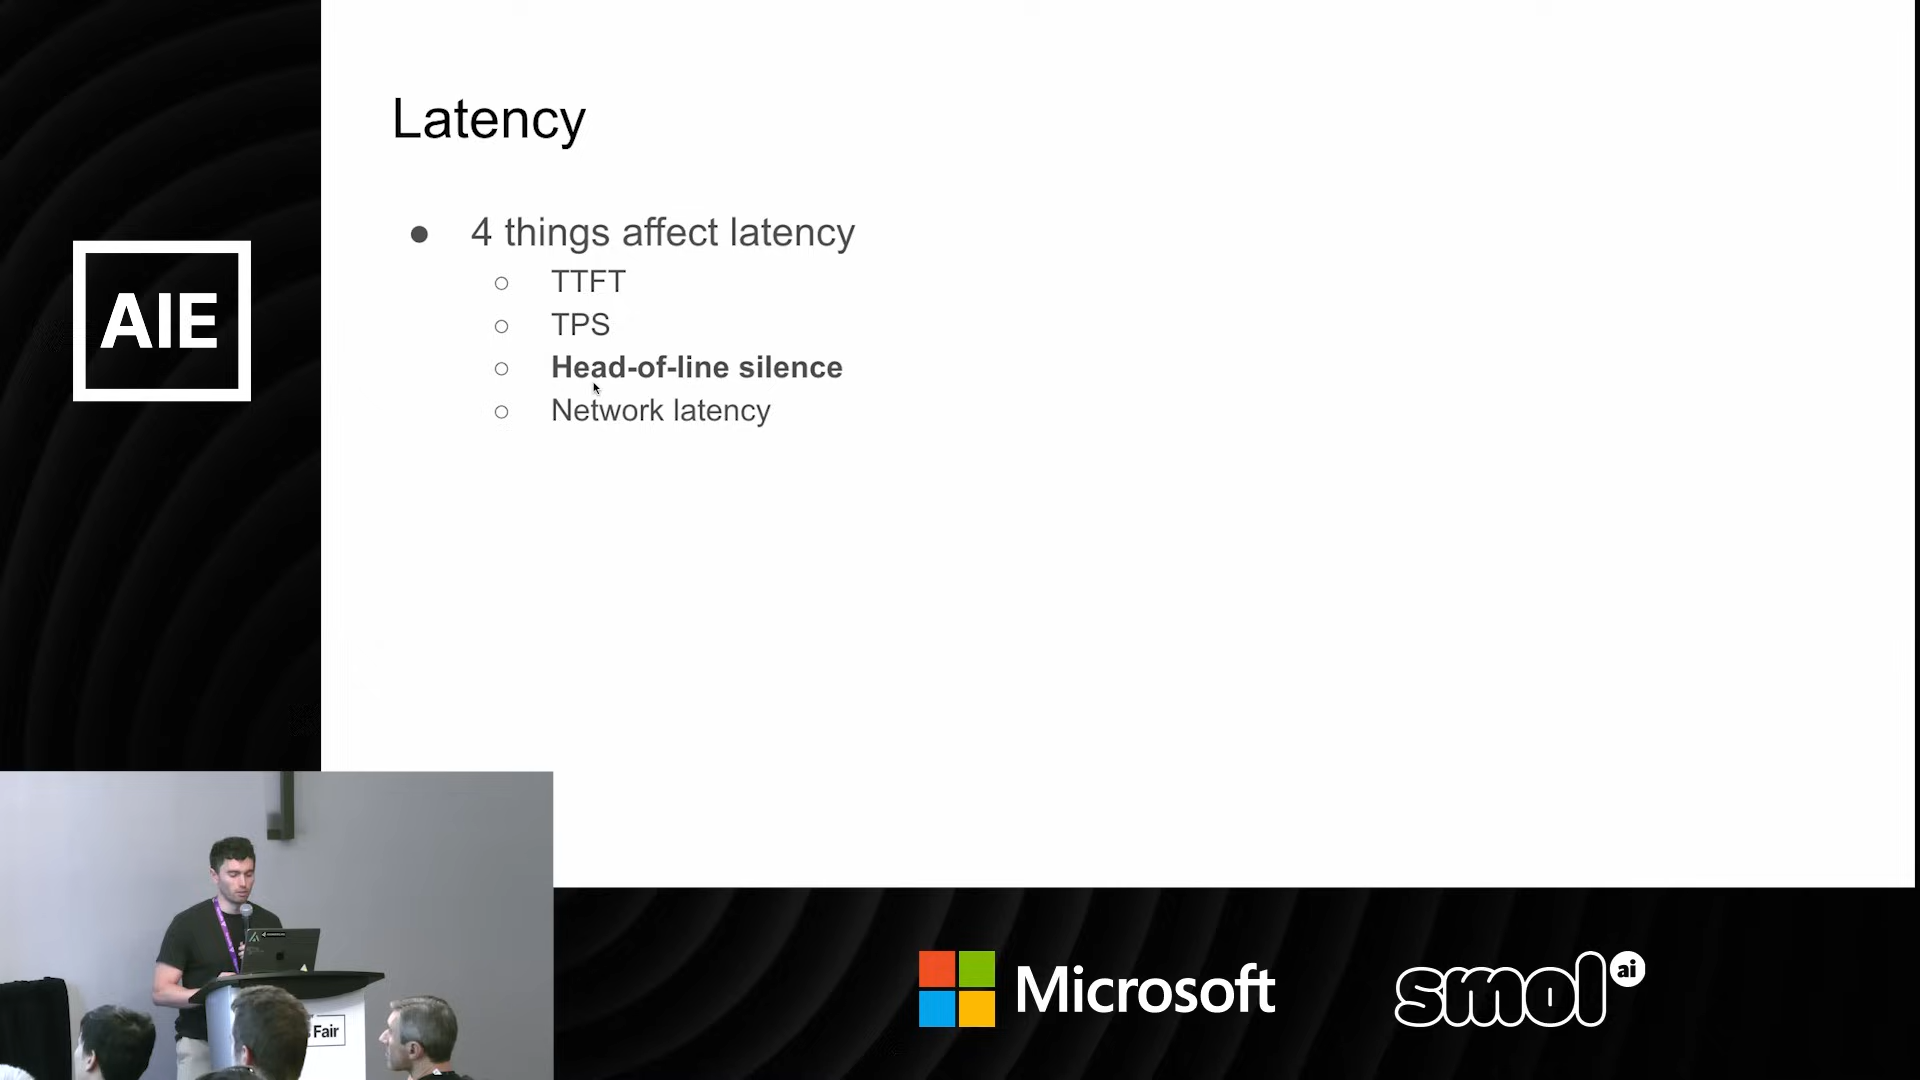 Latency
● 4 things affect latency
○ TTFT
○ TPS
○ Head-of-line silence
○ Network latency
AIE
Fair
Microsoft
smol ai